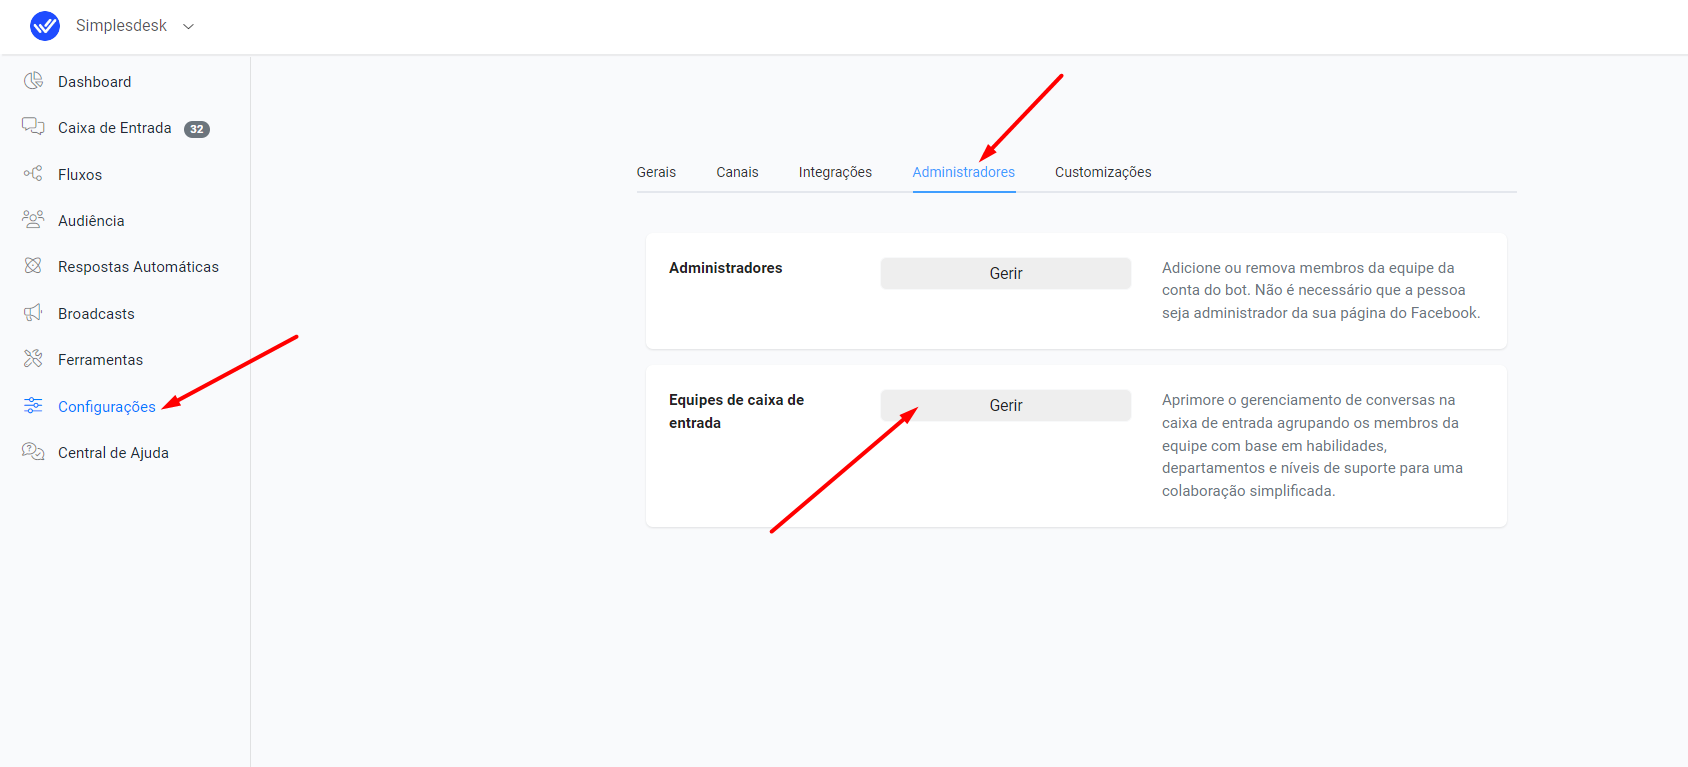 Simplesdesk
Dashboard
Caixa de Entrada 32
Fluxos
Audiência
Respostas Automáticas
Broadcasts
Ferramentas
Configurações
Central de Ajuda
Gerais Canais Integrações Administradores Customizações
Administradores
Gerir
Adicione ou remova membros da equipe da
conta do bot. Não é necessário que a pessoa
seja administrador da sua página do Facebook.
Equipes de caixa de
entrada
Gerir
Aprimore o gerenciamento de conversas na
caixa de entrada agrupando os membros da
equipe com base em habilidades,
departamentos e níveis de suporte para uma
colaboração simplificada.